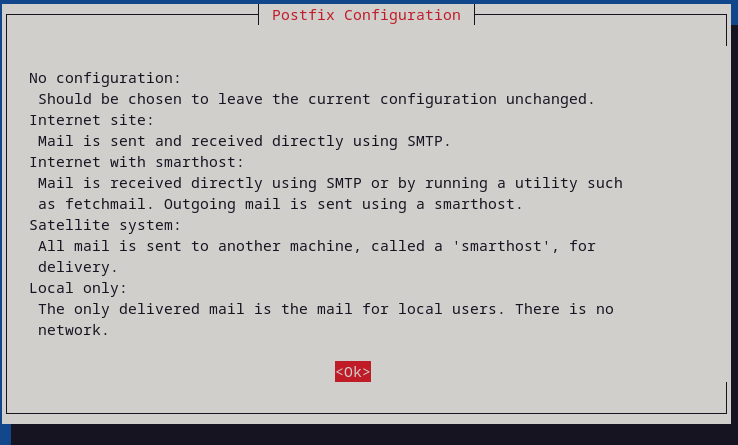 Postfix Configuration
No configuration:
Should be chosen to leave the current configuration unchanged.
Internet site:
Mail is sent and received directly using SMTP.
Internet with smarthost:
Mail is received directly using SMTP or by running a utility such
as fetchmail. Outgoing mail is sent using a smarthost.
Satellite system:
All mail is sent to another machine, called a 'smarthost', for
delivery.
Local only:
The only delivered mail is the mail for local users. There is no
network.
<Ok>